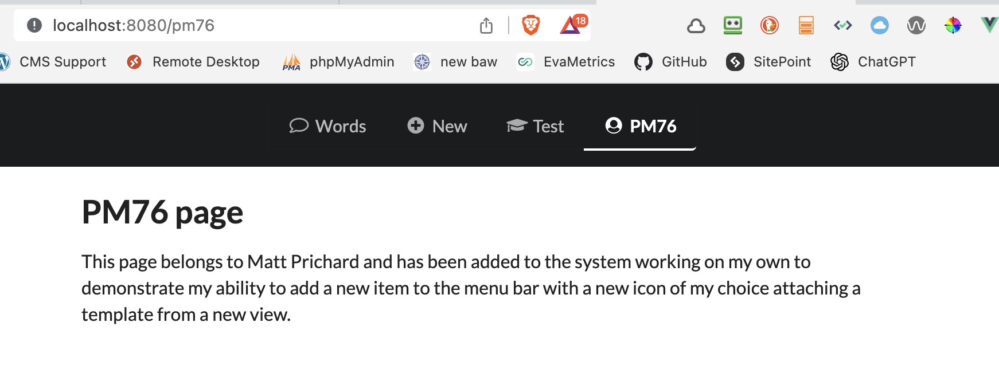 localhost:8080/pm76
18
CMS Support Remote Desktop PMA phpMyAdmin new baw EvaMetrics GitHub SitePoint ChatGPT
Words New Test PM76
PM76 page
This page belongs to Matt Prichard and has been added to the system working on my own to
demonstrate my ability to add a new item to the menu bar with a new icon of my choice attaching a
template from a new view.